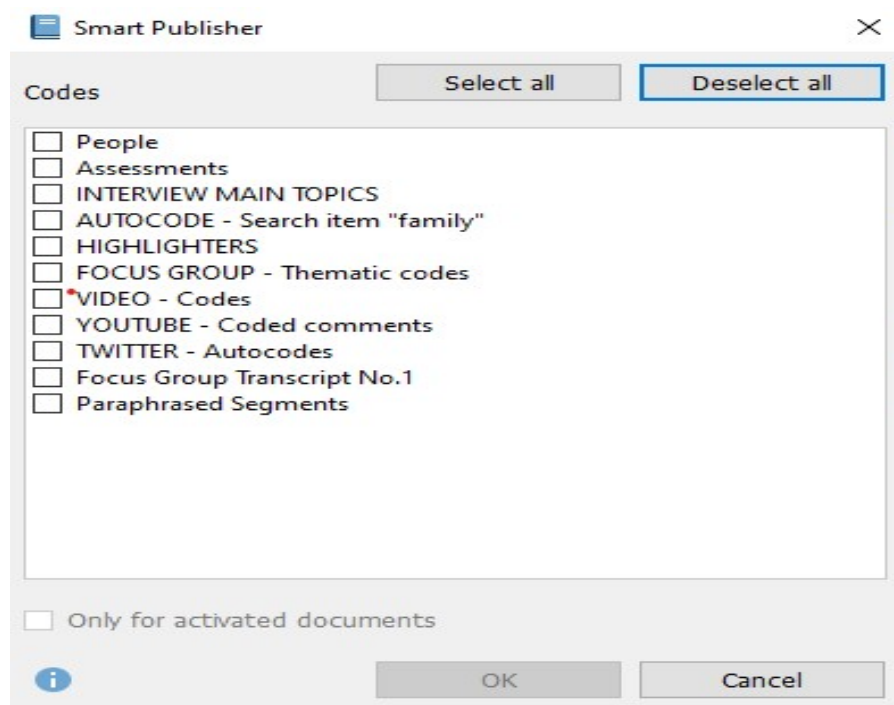 Smart Publisher
Codes
Select all
Deselect all
People
Assessments
INTERVIEW MAIN TOPICS
AUTOCODE - Search item "family"
HIGHLIGHTERS
FOCUS GROUP - Thematic codes
VIDEO - Codes
YOUTUBE - Coded comments
TWITTER - Autocodes
Focus Group Transcript No.1
Paraphrased Segments
Only for activated documents
OK
Cancel